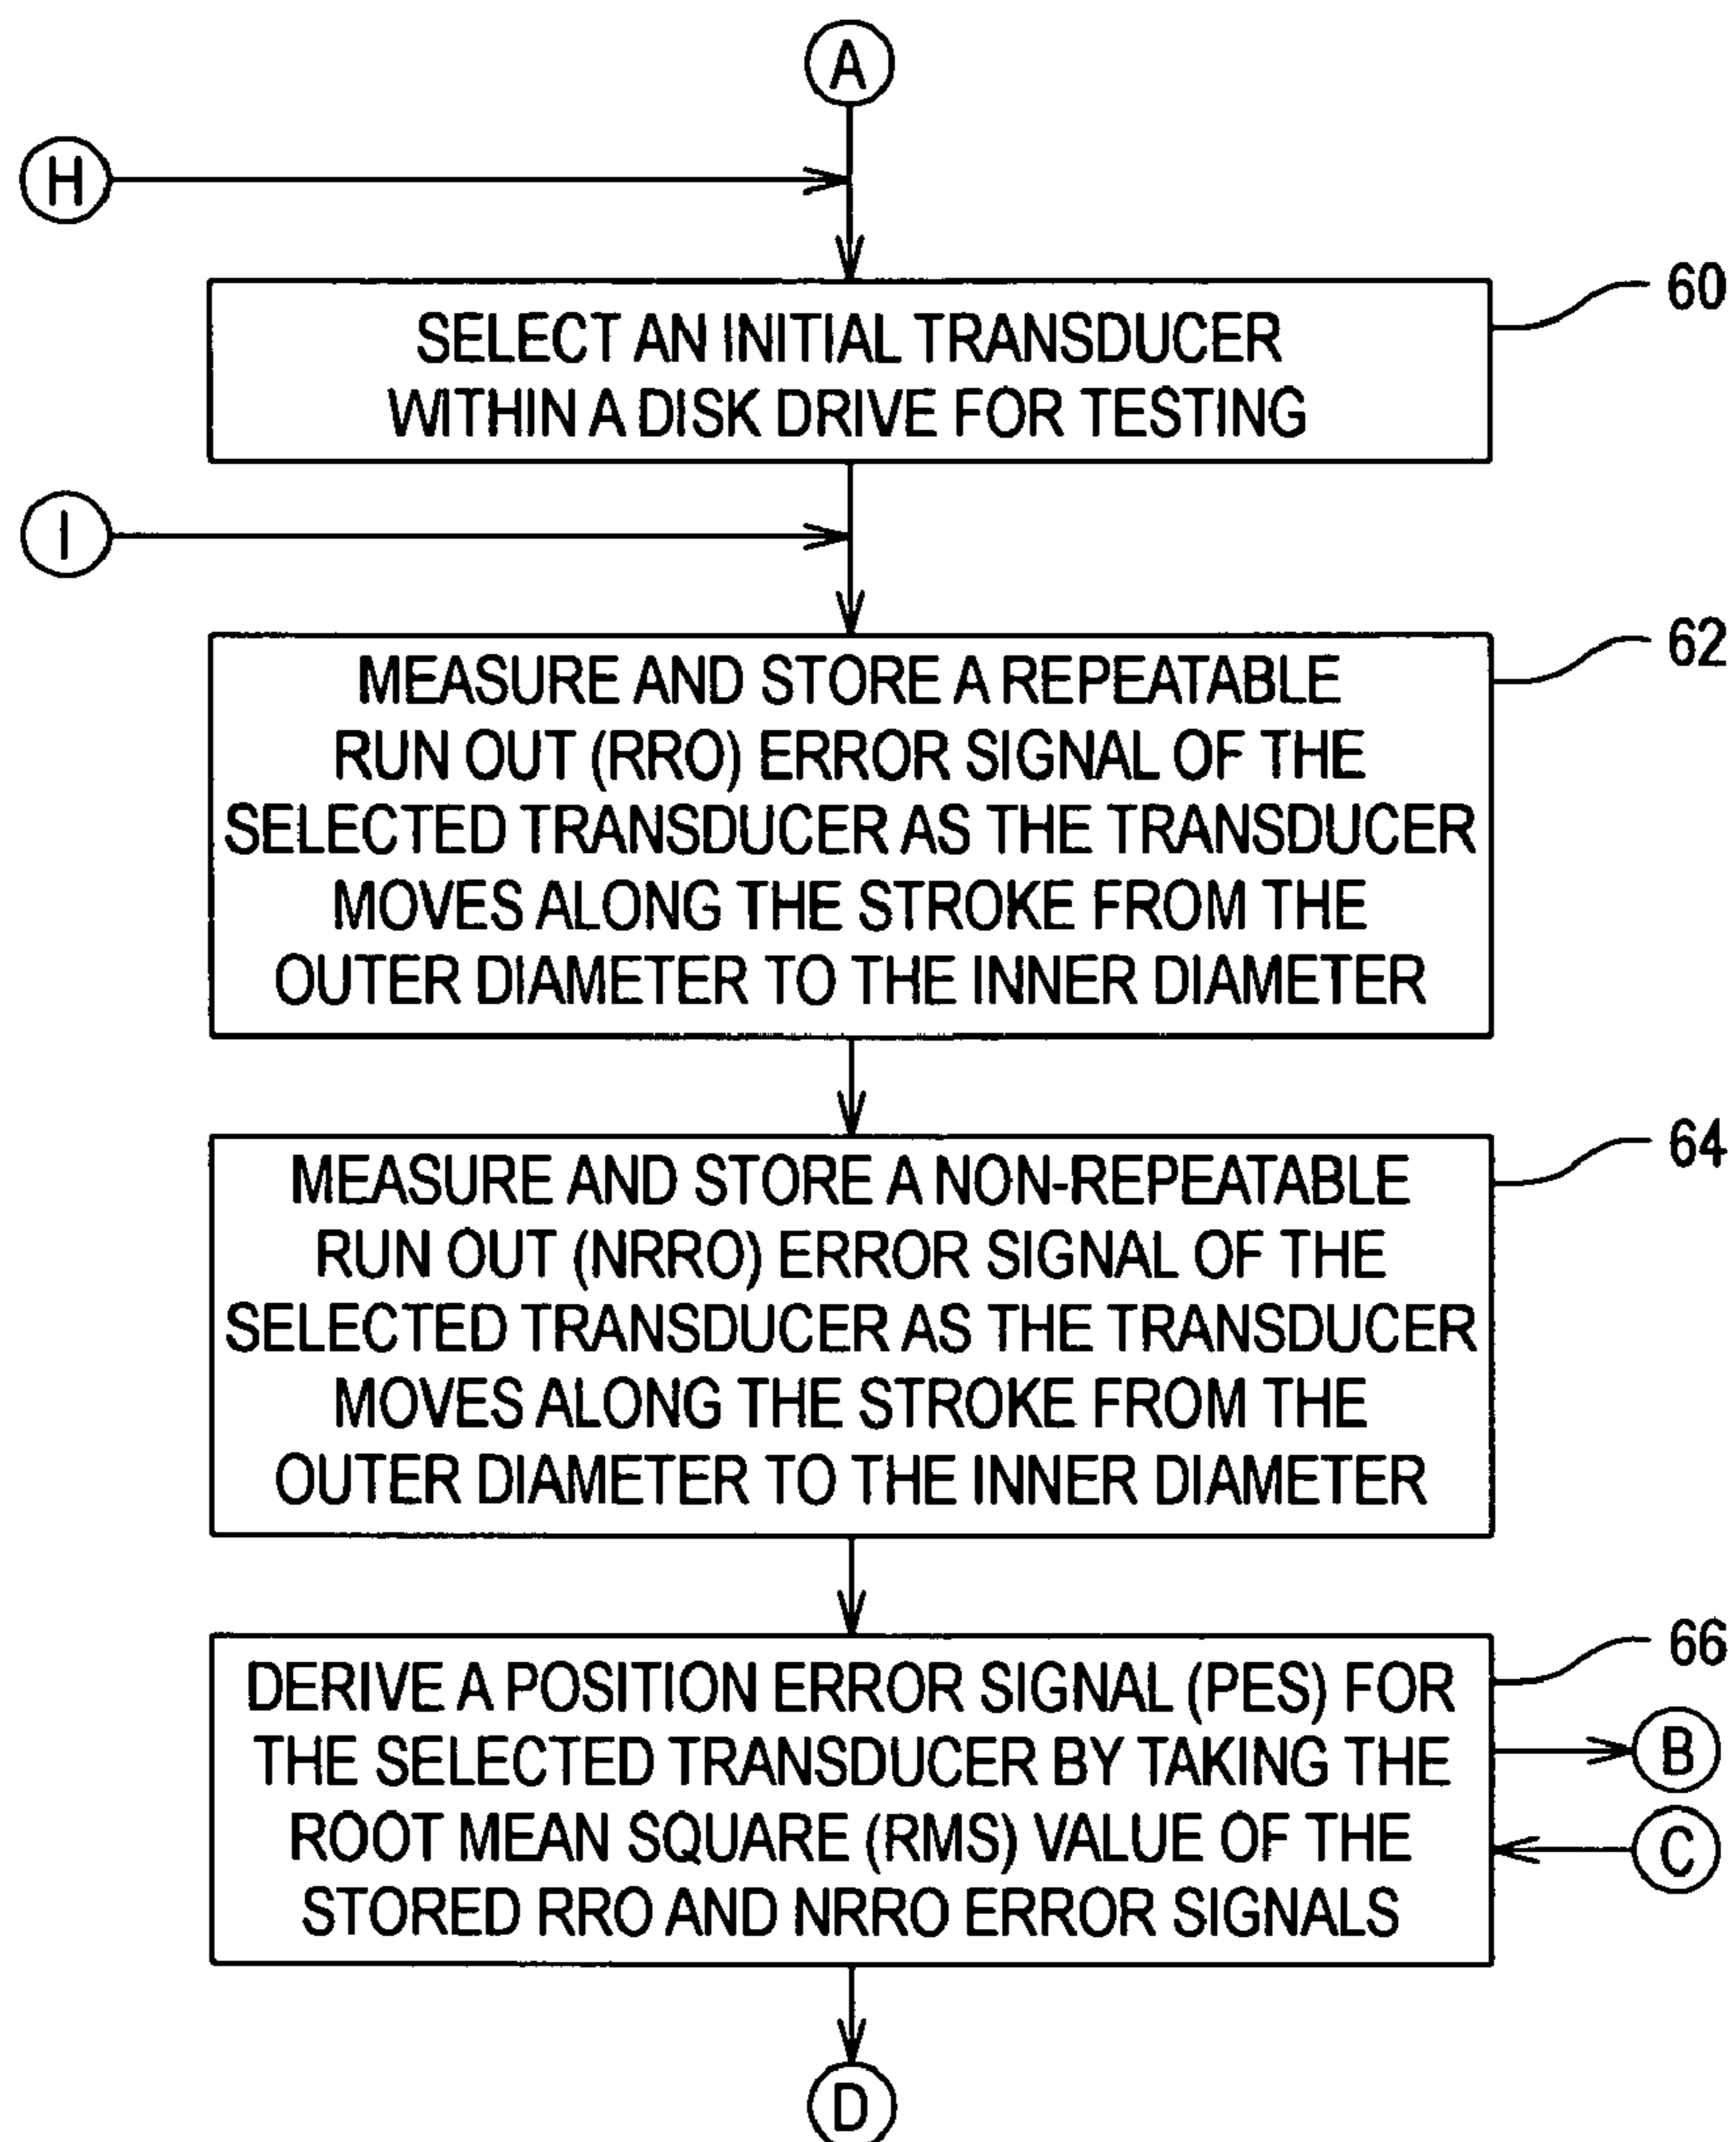 A
H
60
SELECT AN INITIAL TRANSDUCER
WITHIN A DISK DRIVE FOR TESTING
I
62
MEASURE AND STORE A REPEATABLE
RUN OUT (RRO) ERROR SIGNAL OF THE
SELECTED TRANSDUCER AS THE TRANSDUCER
MOVES ALONG THE STROKE FROM THE
OUTER DIAMETER TO THE INNER DIAMETER
64
MEASURE AND STORE A NON-REPEATABLE
RUN OUT (NRRO) ERROR SIGNAL OF THE
SELECTED TRANSDUCER AS THE TRANSDUCER
MOVES ALONG THE STROKE FROM THE
OUTER DIAMETER TO THE INNER DIAMETER
66
DERIVE A POSITION ERROR SIGNAL (PES) FOR
THE SELECTED TRANSDUCER BY TAKING THE
ROOT MEAN SQUARE (RMS) VALUE OF THE
STORED RRO AND NRRO ERROR SIGNALS
B
C
D